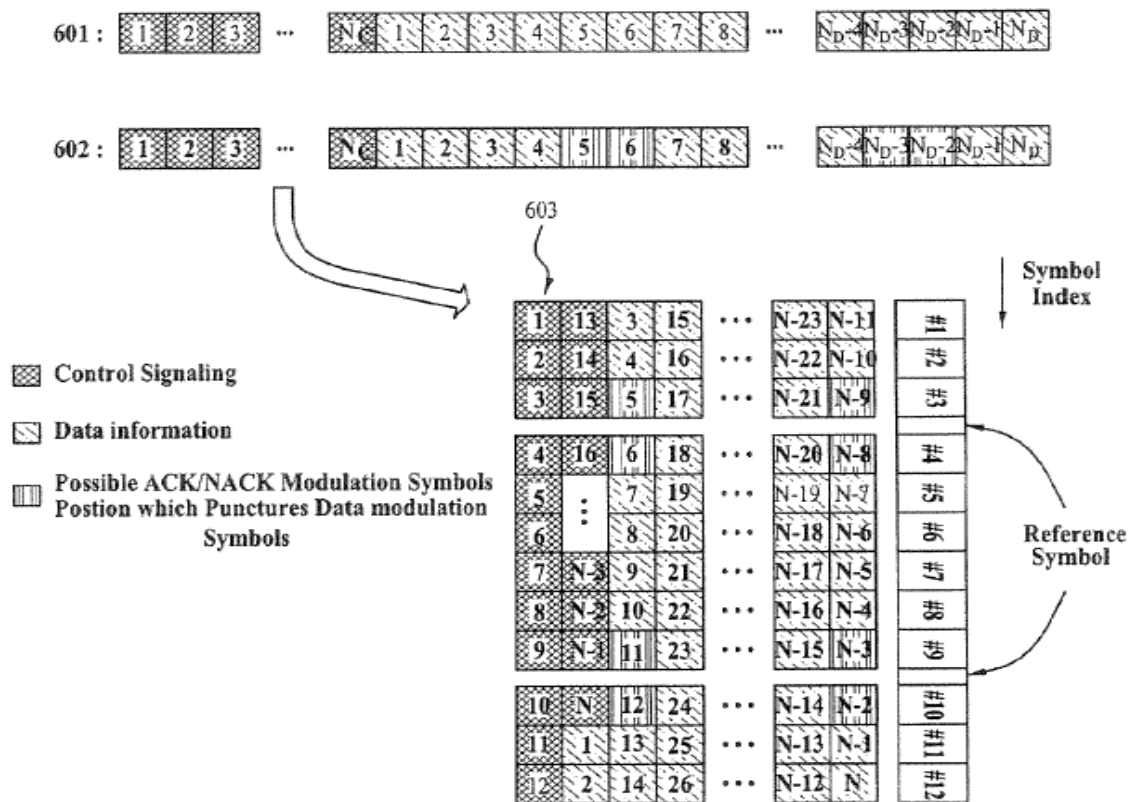 601 : 1 2 3 ... Nc 1 2 3 4 5 6 7 8 ... N_D-4 N_D-3 N_D-2 N_D-1 N_D
602 : 1 2 3 ... Nc 1 2 3 4 5 6 7 8 ... N_D-4 N_D-3 N_D-2 N_D-1 N_D
603
Symbol
Index
1 13 3 15 ... N-23 N-11 #1
2 14 4 16 ... N-22 N-10 #2
3 15 5 17 ... N-21 N-9 #3
4 16 6 18 ... N-20 N-8 #4
5 ⋮ 7 19 ... N-19 N-7 #5
6 8 20 ... N-18 N-6 #6
7 N-3 9 21 ... N-17 N-5 #7
8 N-2 10 22 ... N-16 N-4 #8
9 N-1 11 23 ... N-15 N-3 #9
10 N 12 24 ... N-14 N-2 #10
11 1 13 25 ... N-13 N-1 #11
12 2 14 26 ... N-12 N #12
Control Signaling
Data information
Possible ACK/NACK Modulation Symbols
Postion which Punctures Data modulation
Symbols
Reference
Symbol